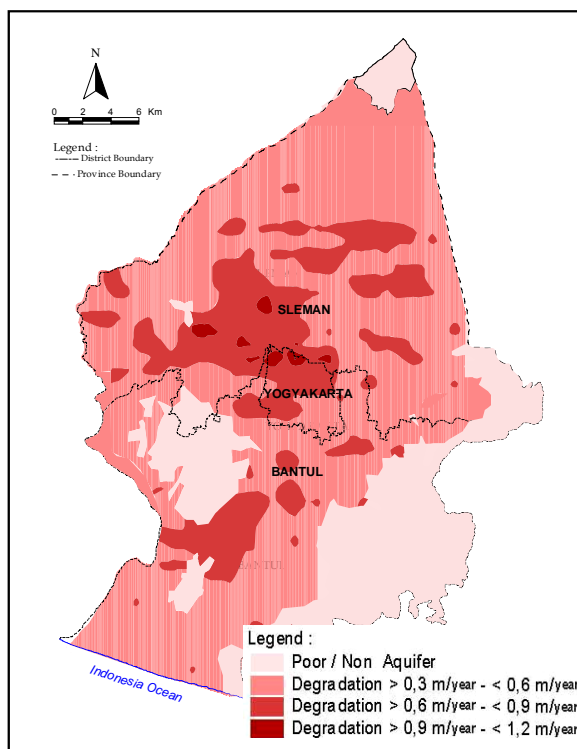 N
0 2 4 6 Km
Legend :
District Boundary
Province Boundary
SLEMAN
YOGYAKARTA
BANTUL
BANTUL
Indonesia Ocean
Legend :
Poor / Non Aquifer
Degradation > 0,3 m/year - < 0,6 m/year
Degradation > 0,6 m/year - < 0,9 m/year
Degradation > 0,9 m/year - < 1,2 m/year